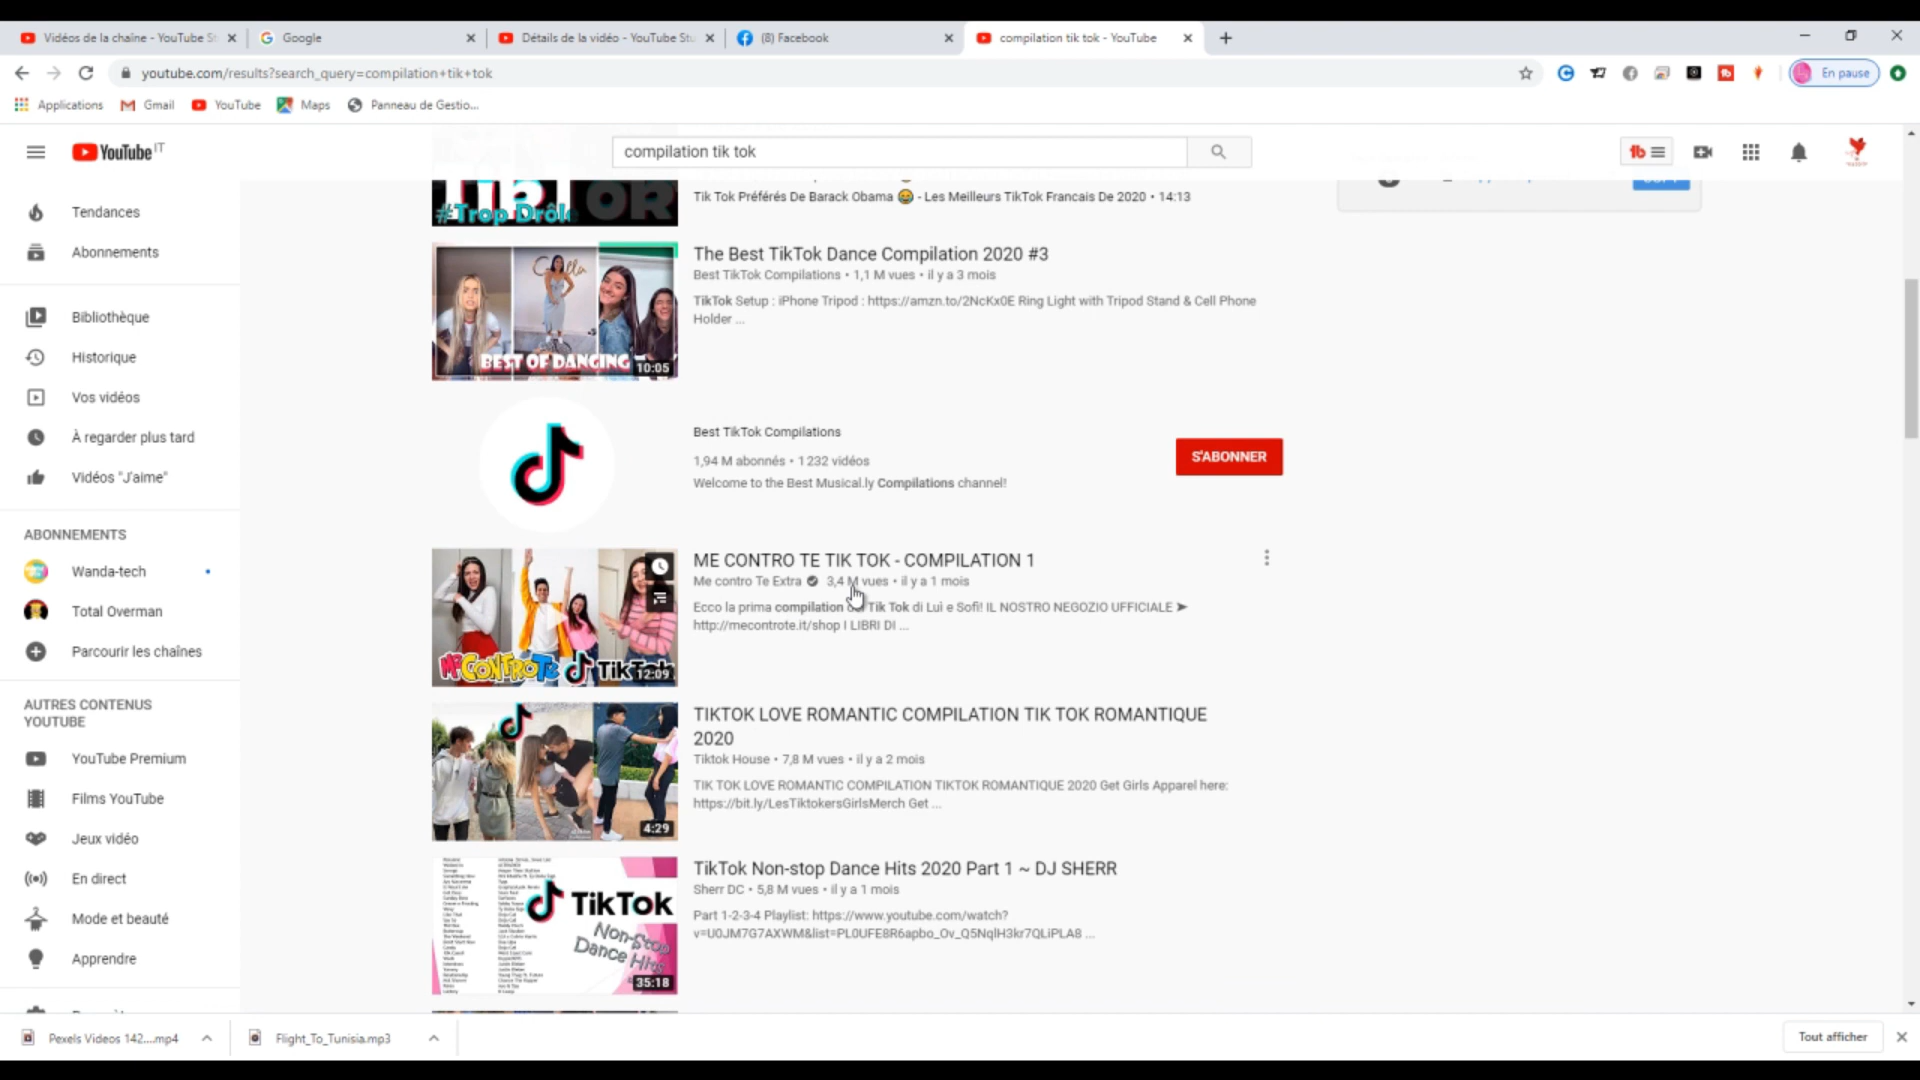 Vidéos de la chaîne - YouTube St
Google
Détails de la vidéo - YouTube Stu
(8) Facebook
compilation tik tok - YouTube
youtube.com/results?search_query=compilation+tik+tok
En pause
Applications
Gmail
YouTube
Maps
Panneau de Gestio...
YouTube IT
compilation tik tok
Tendances
Abonnements
Bibliothèque
Historique
Vos vidéos
À regarder plus tard
Vidéos "J'aime"
ABONNEMENTS
Wanda-tech
Total Overman
Parcourir les chaînes
AUTRES CONTENUS
YOUTUBE
YouTube Premium
Films YouTube
Jeux vidéo
En direct
Mode et beauté
Apprendre
#Trop Drôle
Tik Tok Préférés De Barack Obama 😂 - Les Meilleurs TikTok Francais De 2020 • 14:13
BEST OF DANCING
10:05
The Best TikTok Dance Compilation 2020 #3
Best TikTok Compilations • 1,1 M vues • il y a 3 mois
TikTok Setup : iPhone Tripod : https://amzn.to/2NcKx0E Ring Light with Tripod Stand & Cell Phone
Holder ...
Best TikTok Compilations
1,94 M abonnés • 1 232 vidéos
Welcome to the Best Musical.ly Compilations channel!
S'ABONNER
Me CONTRO Te TikTok
12:09
ME CONTRO TE TIK TOK - COMPILATION 1
Me contro Te Extra 3,4 M vues • il y a 1 mois
Ecco la prima compilation Tik Tok di Luì e Sofì! IL NOSTRO NEGOZIO UFFICIALE ➤
http://mecontrote.it/shop I LIBRI DI ...
4:29
TIKTOK LOVE ROMANTIC COMPILATION TIK TOK ROMANTIQUE
2020
Tiktok House • 7,8 M vues • il y a 2 mois
TIK TOK LOVE ROMANTIC COMPILATION TIKTOK ROMANTIQUE 2020 Get Girls Apparel here:
https://bit.ly/LesTiktokersGirlsMerch Get ...
TikTok
Non-Stop
Dance Hits
35:18
TikTok Non-stop Dance Hits 2020 Part 1 ~ DJ SHERR
Sherr DC • 5,8 M vues • il y a 1 mois
Part 1-2-3-4 Playlist: https://www.youtube.com/watch?
v=U0JM7G7AXWM&list=PL0UFE8R6apbo_Ov_Q5NqlH3kr7QLiPLA8 ...
Pexels Videos 142....mp4
Flight_To_Tunisia.mp3
Tout afficher